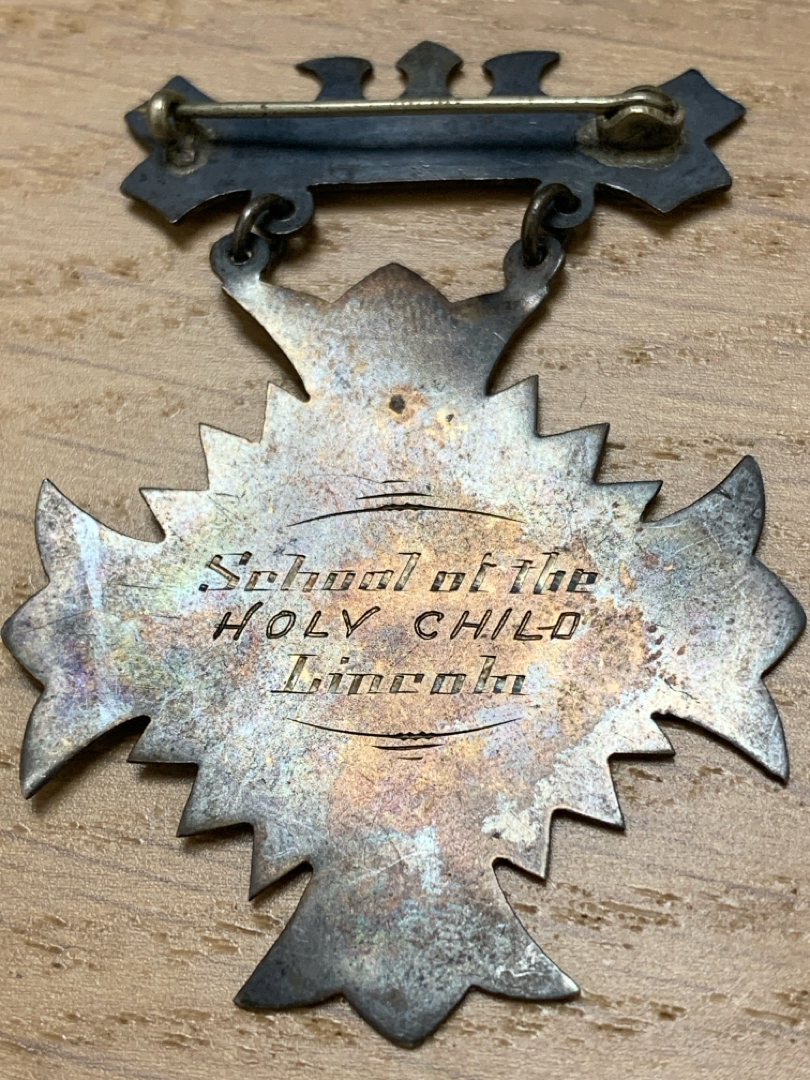 School of the
HOLY CHILD
Lincoln